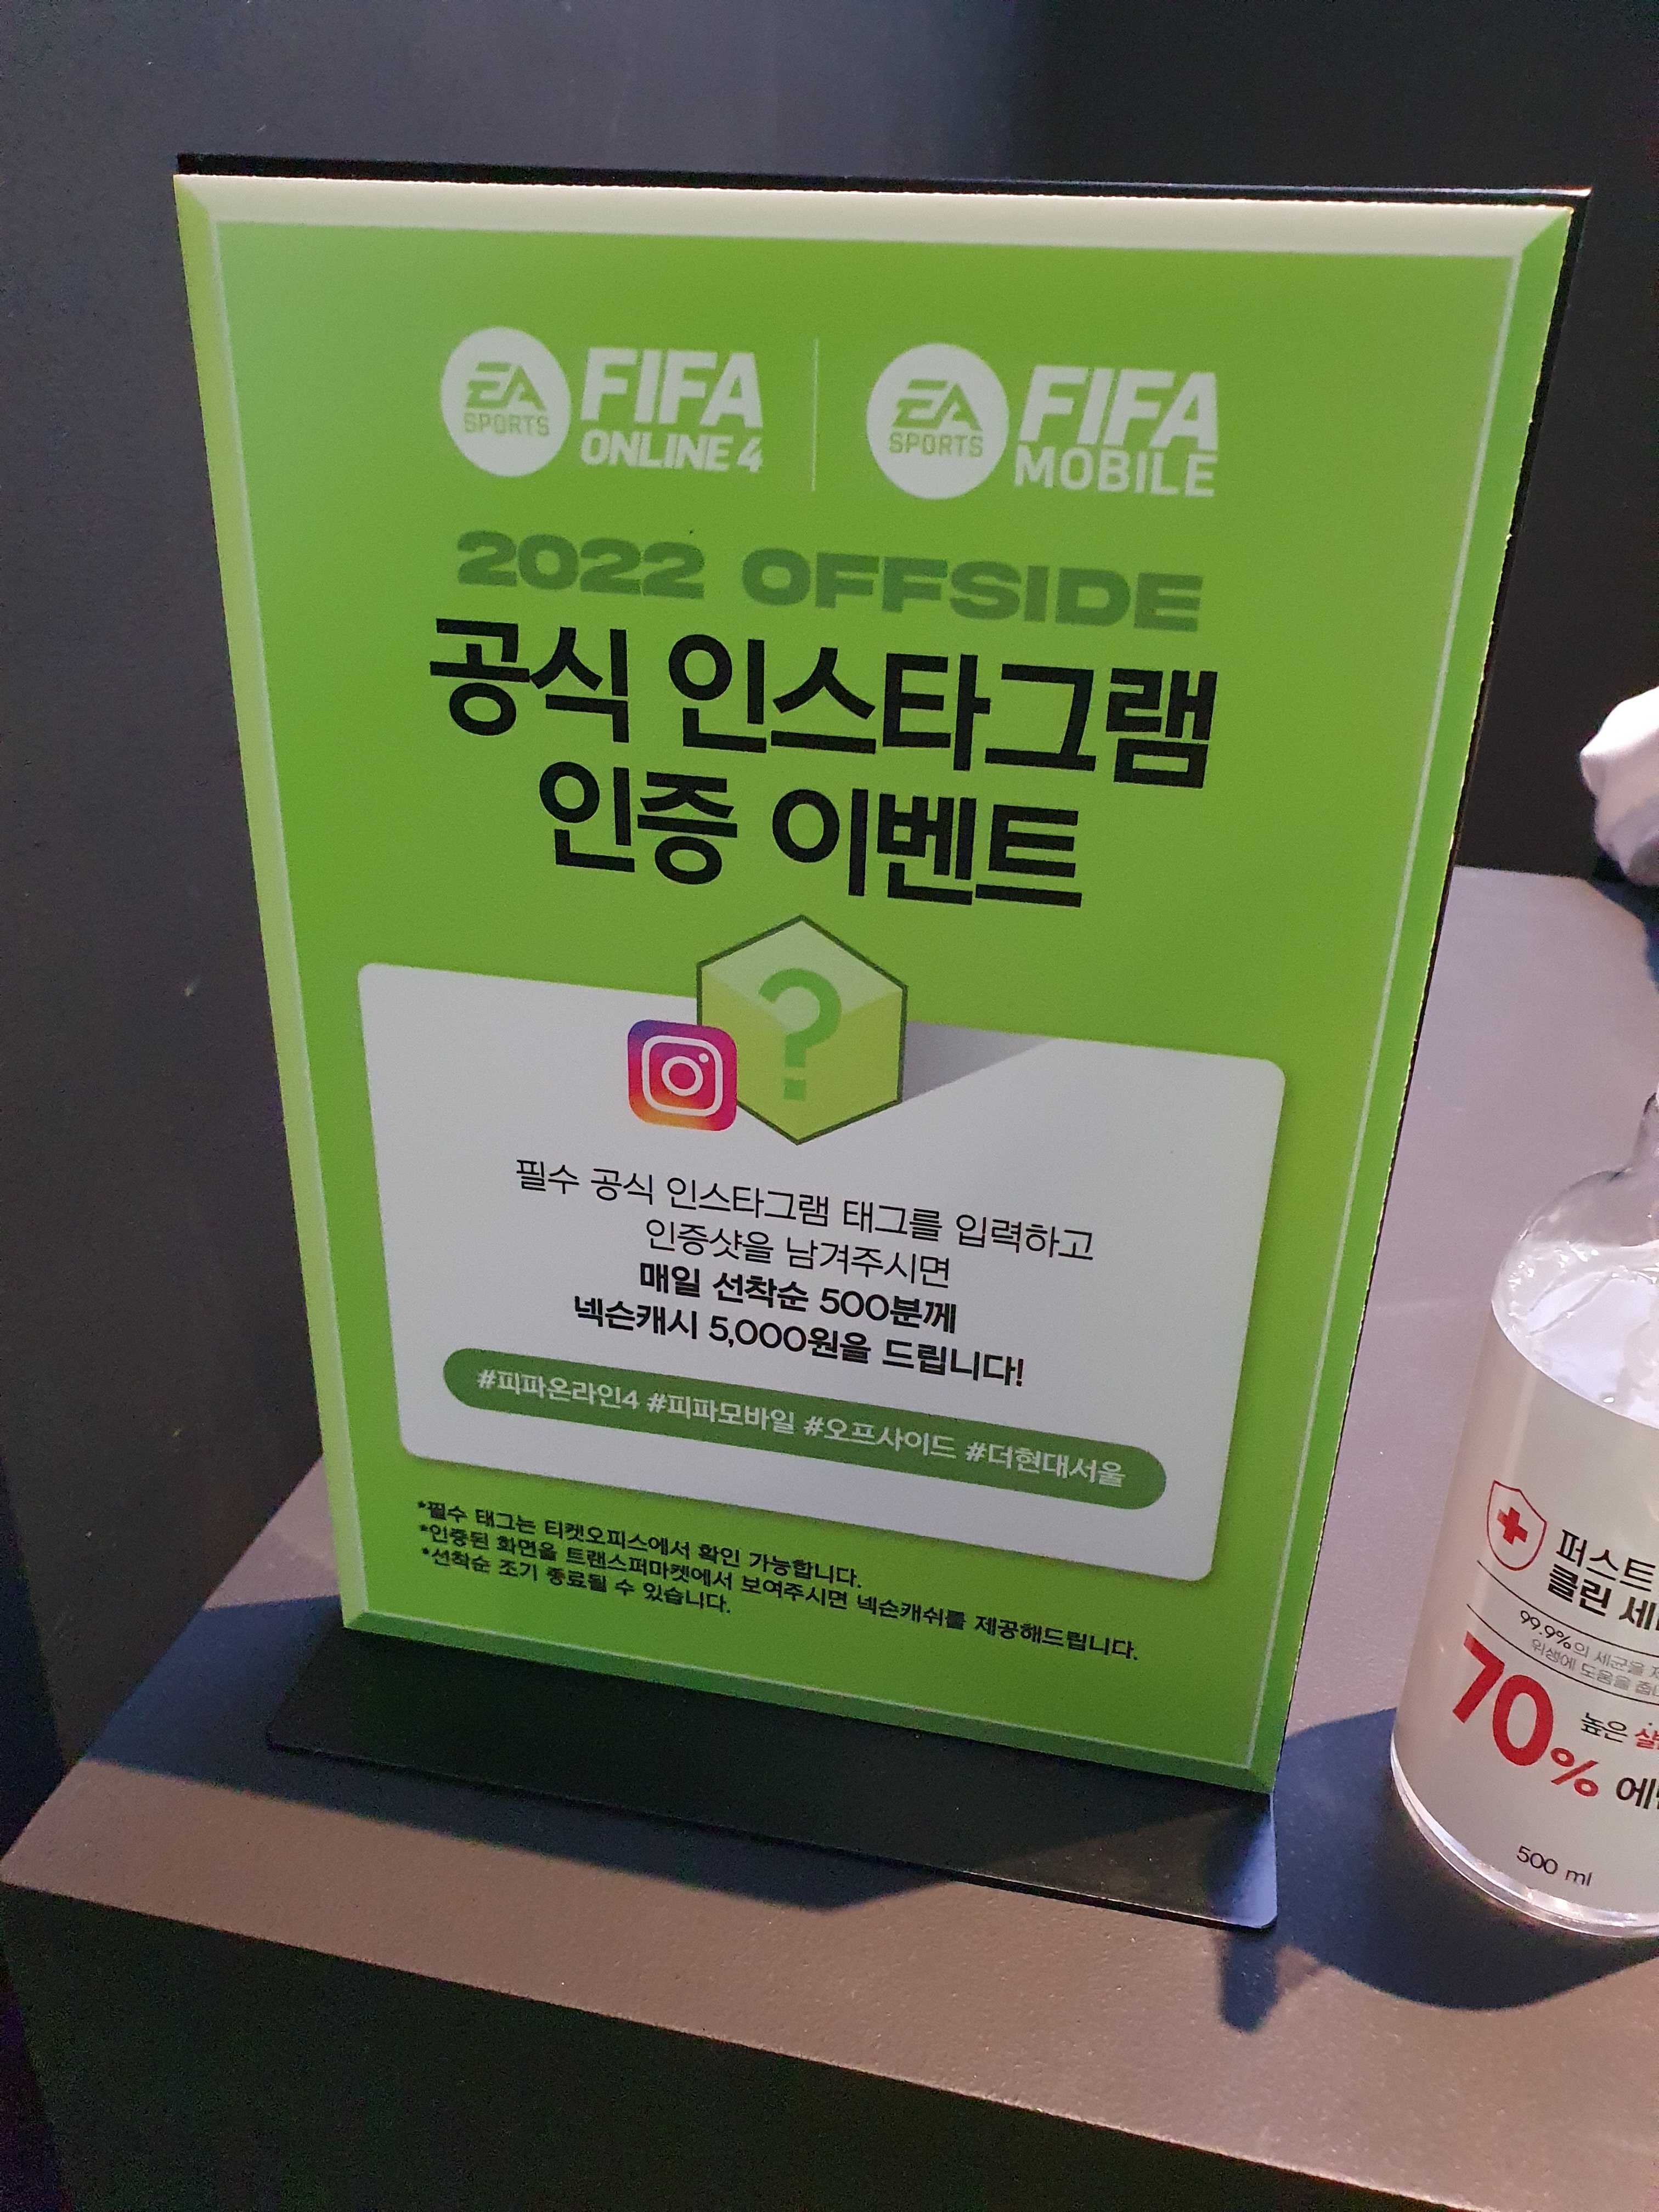 EA SPORTS FIFA ONLINE 4
EA SPORTS FIFA MOBILE
2022 OFFSIDE
공식 인스타그램
인증 이벤트
?
필수 공식 인스타그램 태그를 입력하고
인증샷을 남겨주시면
매일 선착순 500분께
넥슨캐시 5,000원을 드립니다!
#피파온라인4 #피파모바일 #오프사이드 #더현대서울
*필수 태그는 티켓오피스에서 확인 가능합니다.
*인증된 화면을 트랜스퍼마켓에서 보여주시면 넥슨캐쉬를 제공해드립니다.
*선착순 조기 종료될 수 있습니다.
퍼스트
클린
99.9%의 세균을
위생에 도움을
70% 높은
500 ml